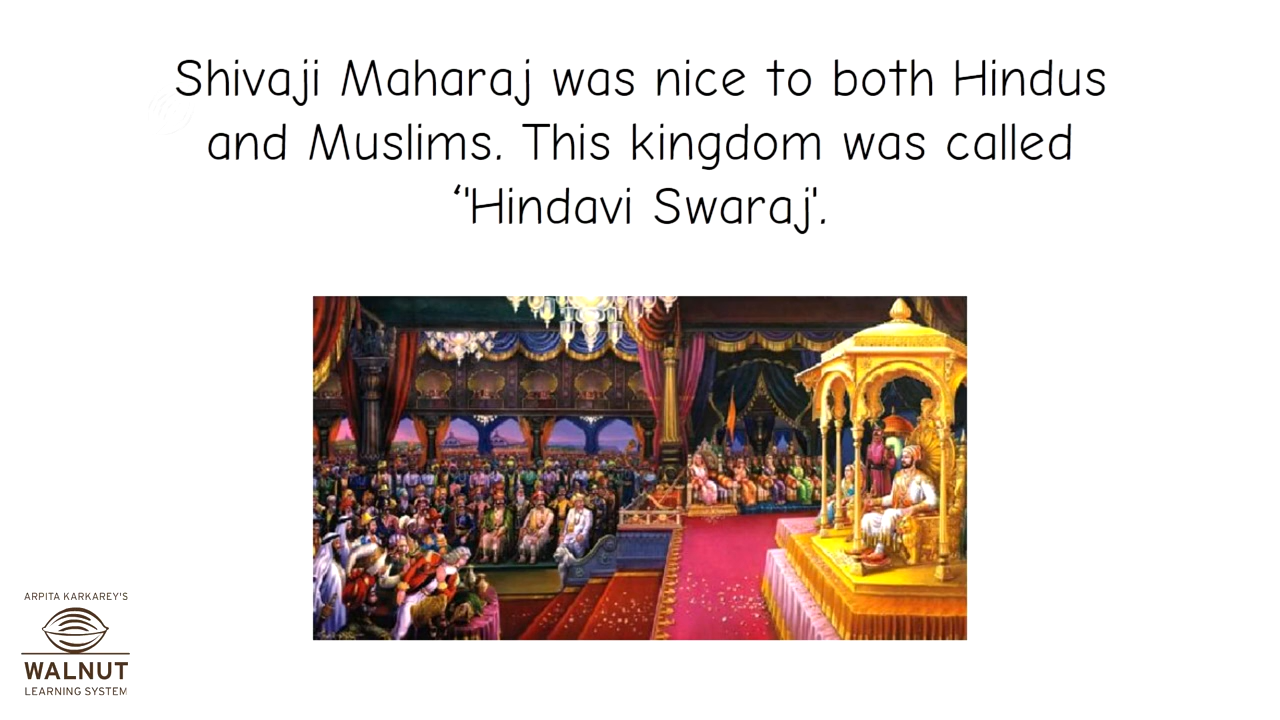 Shivaji Maharaj was nice to both Hindus
and Muslims. This kingdom was called
‘'Hindavi Swaraj'.
ARPITA KARKAREY'S
WALNUT
LEARNING SYSTEM